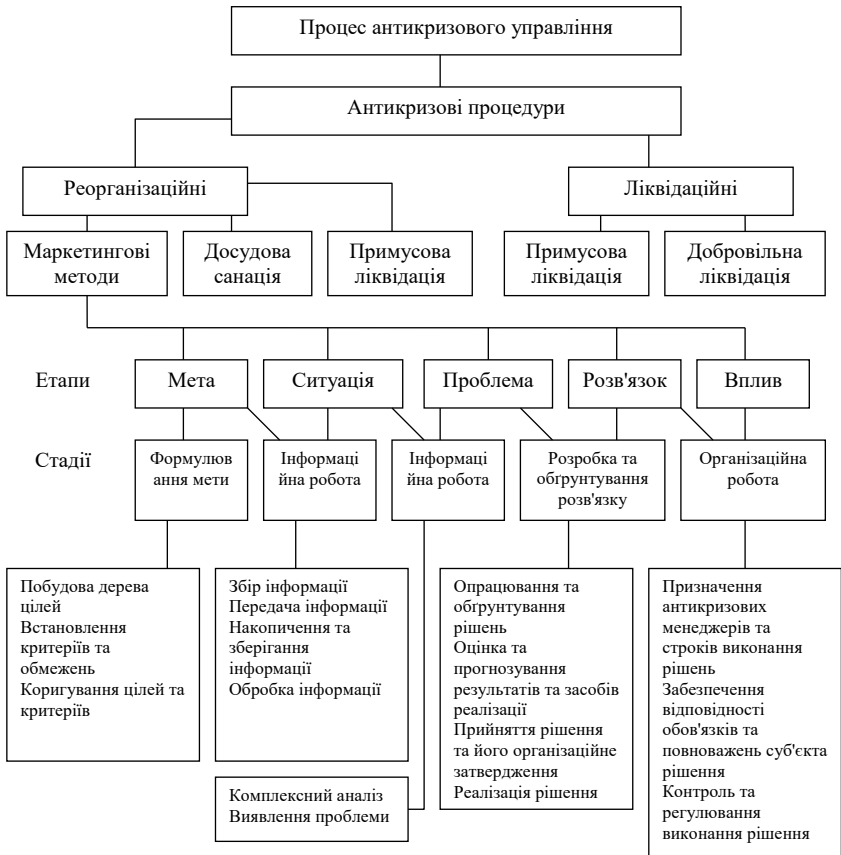 Процес антикризового управління
Антикризові процедури
Реорганізаційні
Ліквідаційні
Маркетингові
методи
Досудова
санація
Примусова
ліквідація
Примусова
ліквідація
Добровільна
ліквідація
Етапи
Мета
Ситуація
Проблема
Розв'язок
Вплив
Стадії
Формулюв
ання мети
Інформаці
йна робота
Інформаці
йна робота
Розробка та
обґрунтування
розв'язку
Організаційна
робота
Побудова дерева
цілей
Встановлення
критеріїв та
обмежень
Коригування цілей та
критеріїв
Збір інформації
Передача інформації
Накопичення та
зберігання
інформації
Обробка інформації
Комплексний аналіз
Виявлення проблеми
Опрацювання та
обґрунтування
рішень
Оцінка та
прогнозування
результатів та засобів
реалізації
Прийняття рішення
та його організаційне
затвердження
Реалізація рішення
Призначення
антикризових
менеджерів та
строків виконання
рішень
Забезпечення
відповідності
обов'язків та
повноважень суб'єкта
рішення
Контроль та
регулювання
виконання рішення